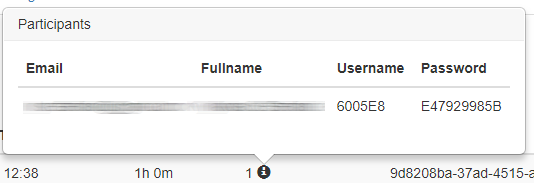 Participants
Email Fullname Username Password
6005E8 E47929985B
12:38 1h 0m 1 9d8208ba-37ad-4515-a